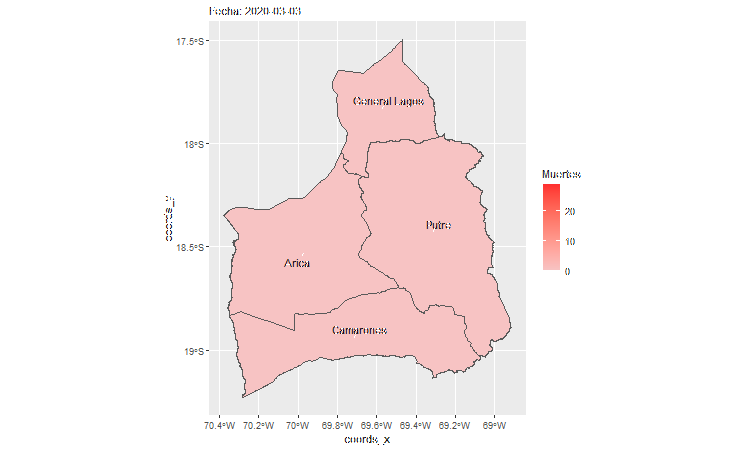 Fecha: 2020-03-03
17.5°S
18°S
18.5°S
19°S
coords_y
General Lagos
Putre
Arica
Camarones
70.4°W 70.2°W 70°W 69.8°W 69.6°W 69.4°W 69.2°W 69°W
coords_x
Muertes
20
10
0